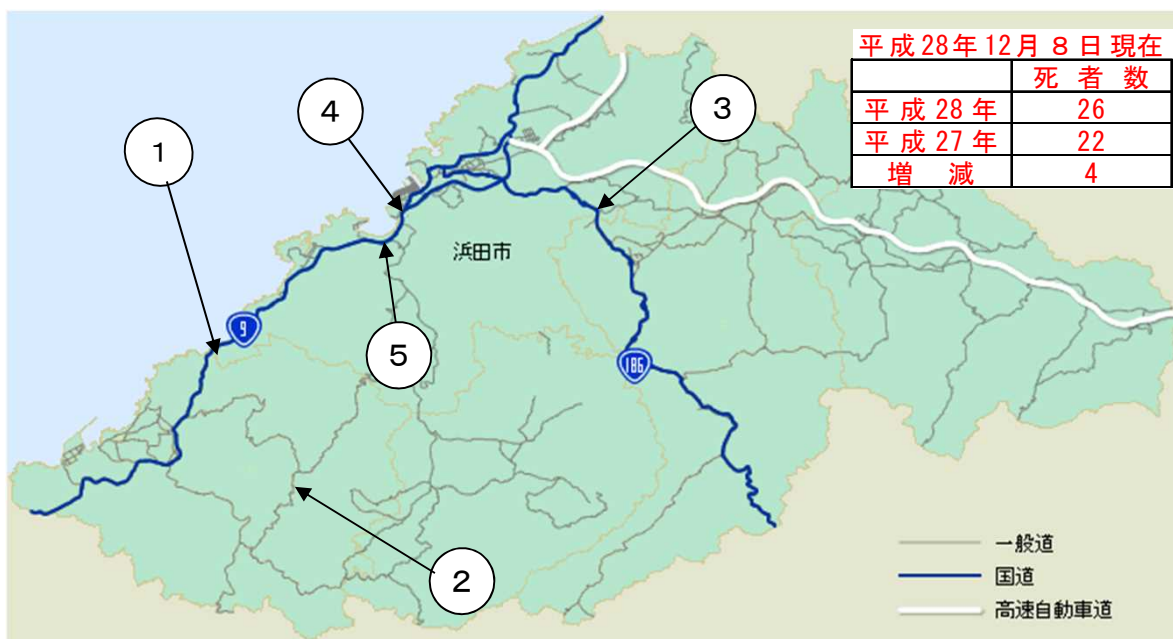 平成28年12月8日現在
死者数
平成28年 26
平成27年 22
増減 4
4
3
1
浜田市
9
5
186
2
一般道
国道
高速自動車道